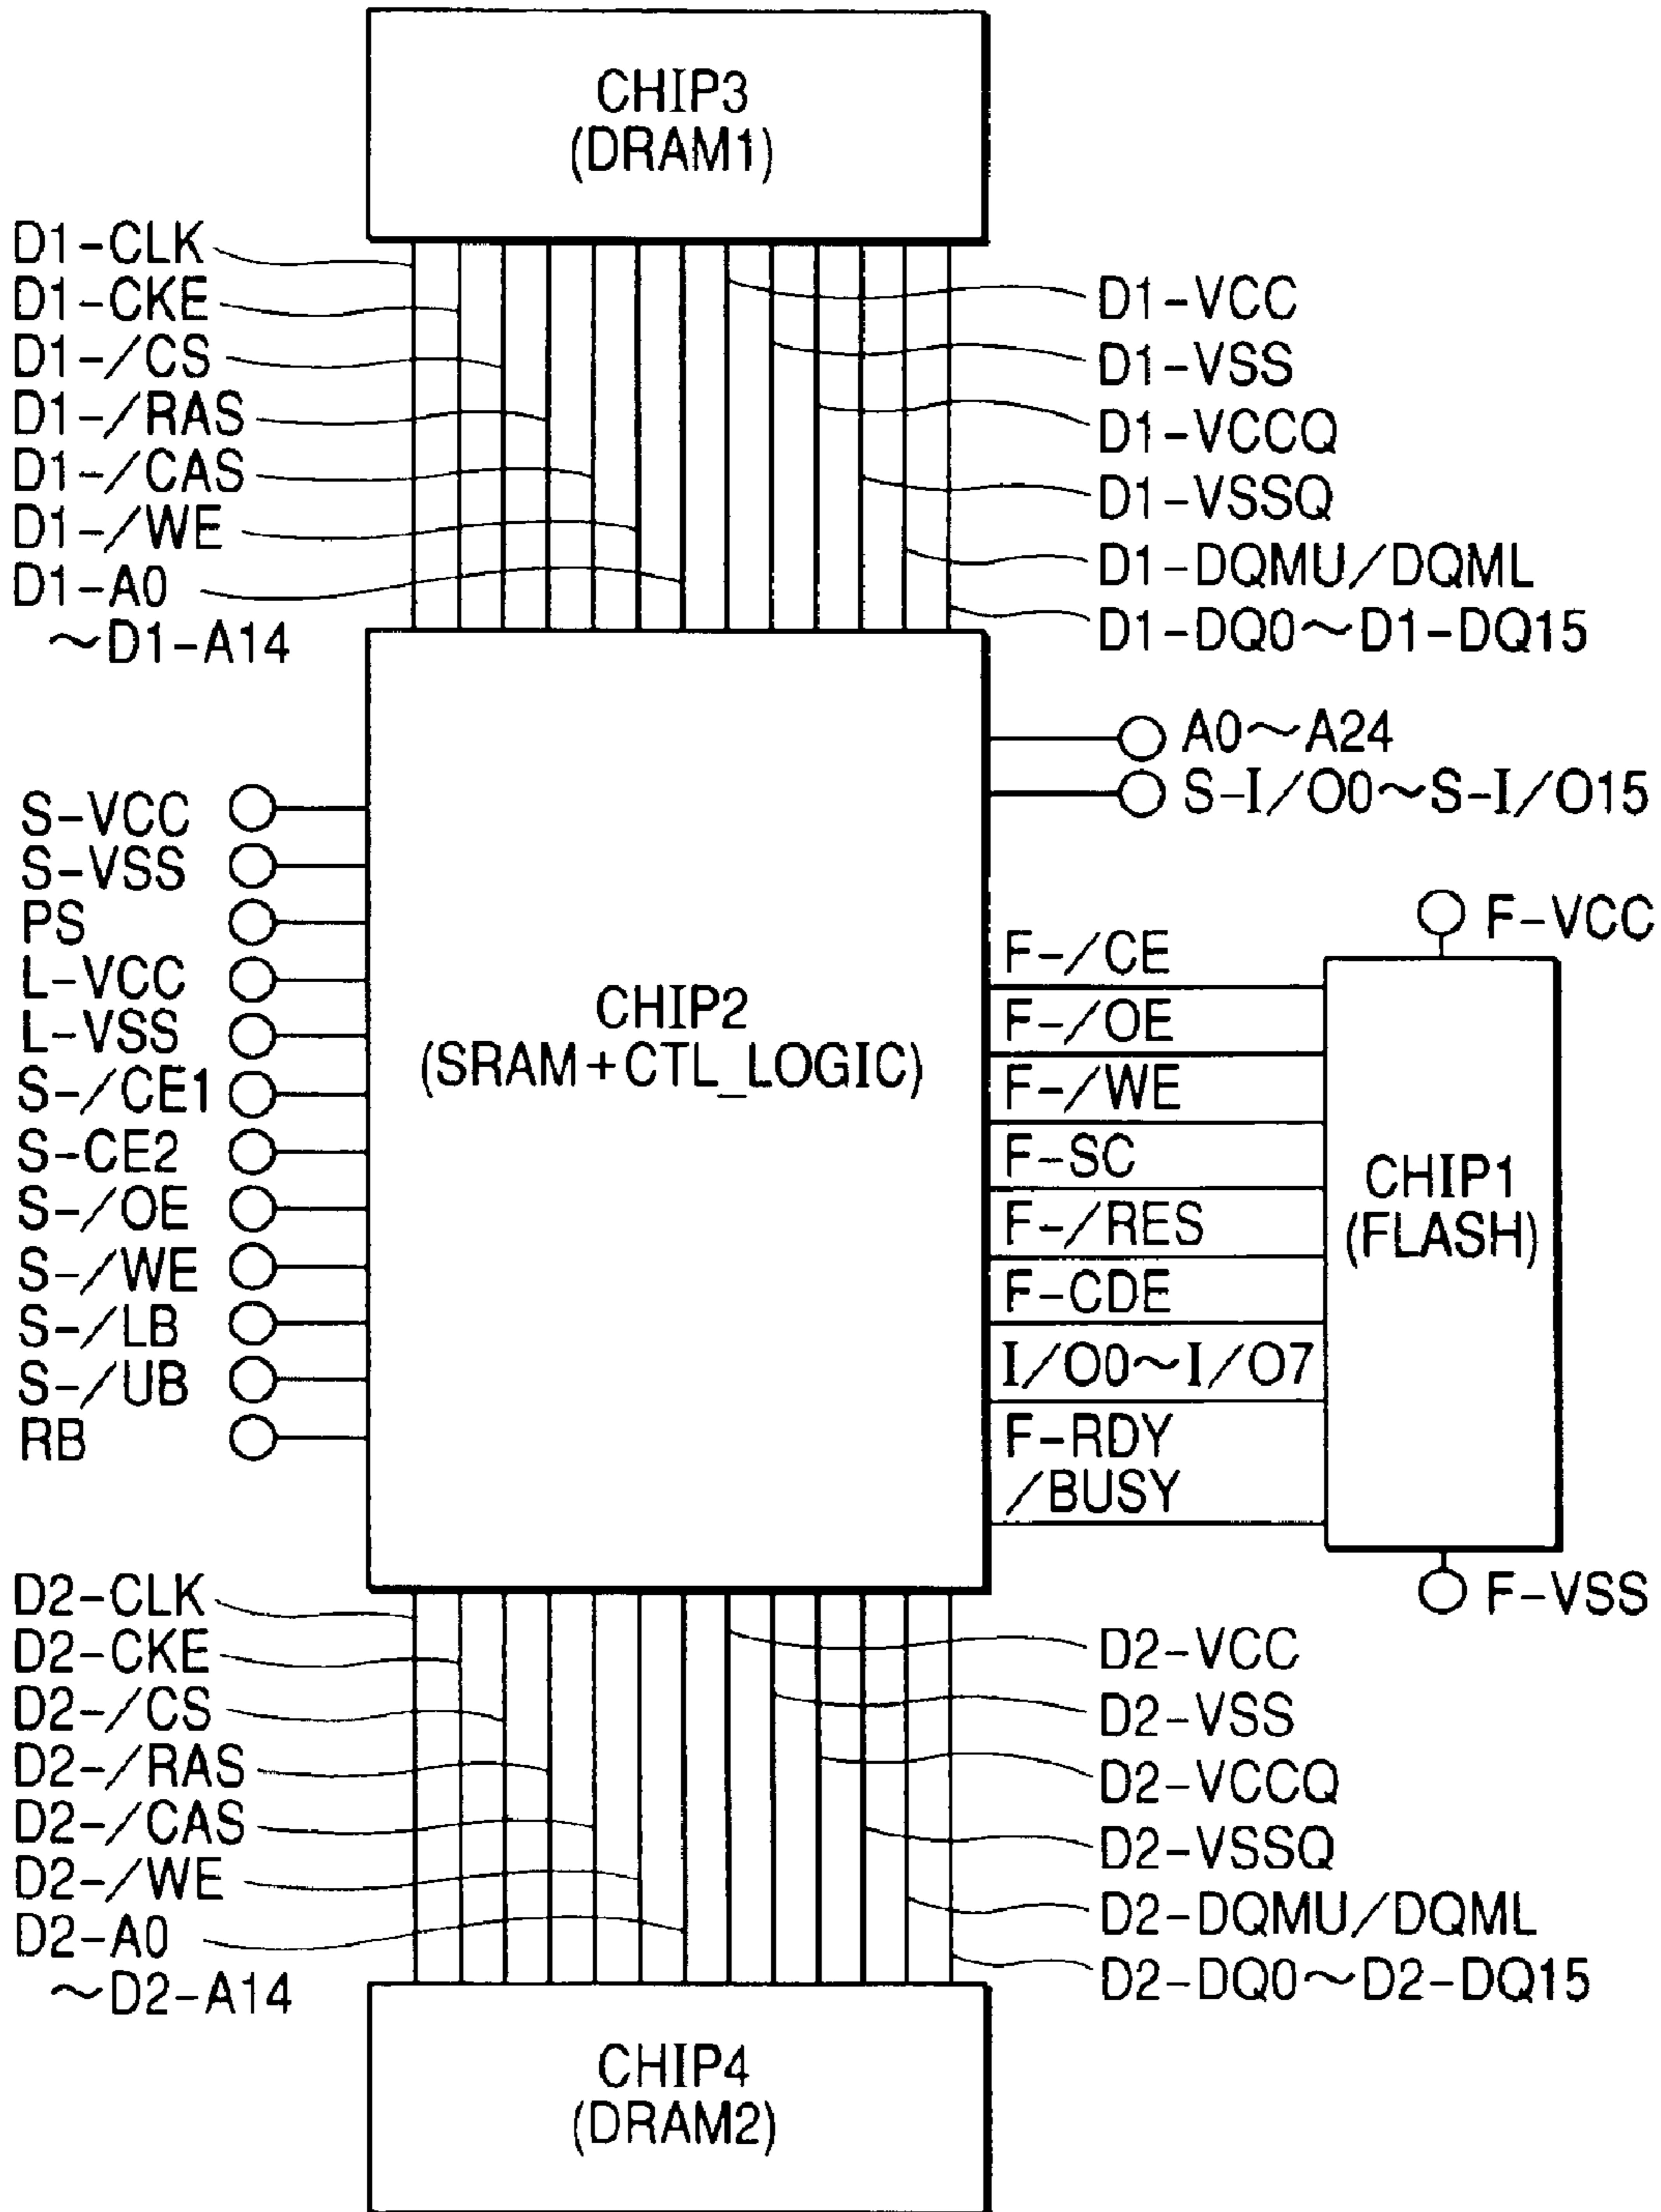 CHIP3
(DRAM1)
D1-CLK
D1-CKE
D1-/CS
D1-/RAS
D1-/CAS
D1-/WE
D1-A0
~D1-A14
D1-VCC
D1-VSS
D1-VCCQ
D1-VSSQ
D1-DQMU/DQML
D1-DQ0~D1-DQ15
A0~A24
S-I/O0~S-I/O15
S-VCC
S-VSS
PS
L-VCC
L-VSS
S-/CE1
S-CE2
S-/OE
S-/WE
S-/LB
S-/UB
RB
CHIP2
(SRAM+CTL_LOGIC)
F-/CE
F-/OE
F-/WE
F-SC
F-/RES
F-CDE
I/O0~I/O7
F-RDY
/BUSY
F-VCC
CHIP1
(FLASH)
F-VSS
D2-CLK
D2-CKE
D2-/CS
D2-/RAS
D2-/CAS
D2-/WE
D2-A0
~D2-A14
D2-VCC
D2-VSS
D2-VCCQ
D2-VSSQ
D2-DQMU/DQML
D2-DQ0~D2-DQ15
CHIP4
(DRAM2)